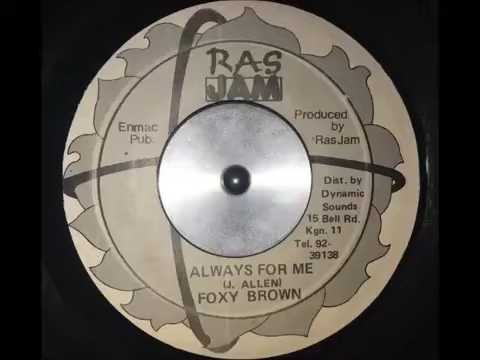 RAS
JAM
Enmac
Pub.
Produced
by
RasJam
Dist. by
Dynamic
Sounds
15 Bell Rd.
Kgn. 11
Tel. 92-
39138
ALWAYS FOR ME
(J. ALLEN)
FOXY BROWN